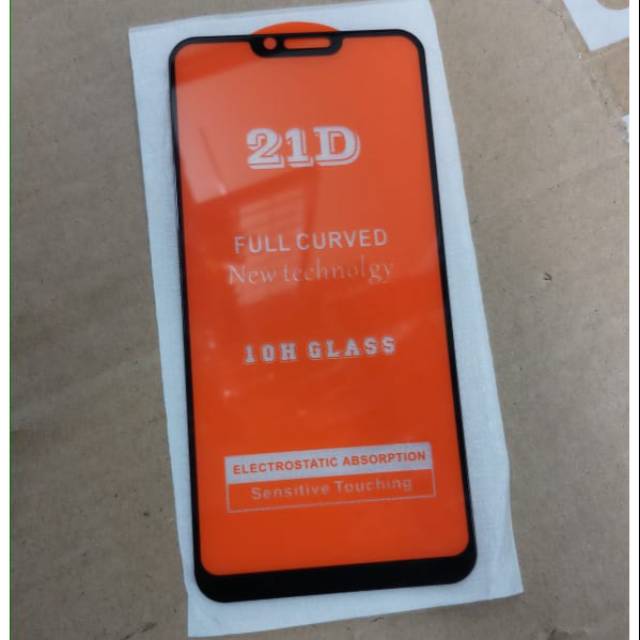 21D
FULL CURVED
New technolgy
10H GLASS
ELECTROSTATIC ABSORPTION
Sensitive Touching